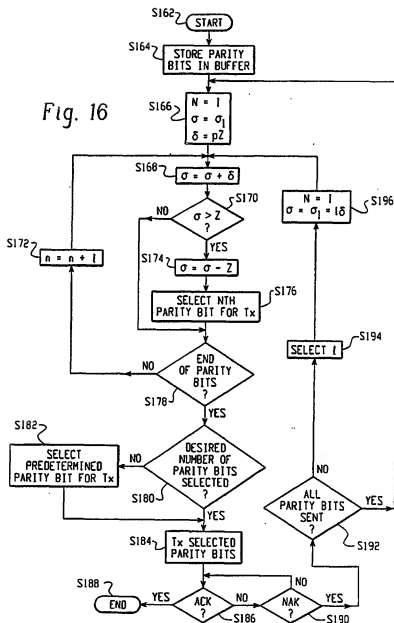 S162
START
S164
STORE PARITY
BITS IN BUFFER
Fig. 16
S166
N = 1
σ = σ1
δ = pZ
S168
σ = σ + δ
S170
σ > Z
?
NO
YES
S172
n = n + 1
S174
σ = σ - Z
S176
SELECT NTH
PARITY BIT FOR Tx
NO
END
OF PARITY
BITS
?
S178
YES
S182
SELECT
PREDETERMINED
PARITY BIT FOR Tx
NO
DESIRED
NUMBER OF
PARITY BITS
SELECTED
?
S180
YES
S184
Tx SELECTED
PARITY BITS
S188
END
YES
ACK
?
S186
NO
NAK
?
S190
NO
YES
ALL
PARITY BITS
SENT
?
S192
YES
NO
SELECT l
S194
N = 1
σ = σ1 = lδ
S196